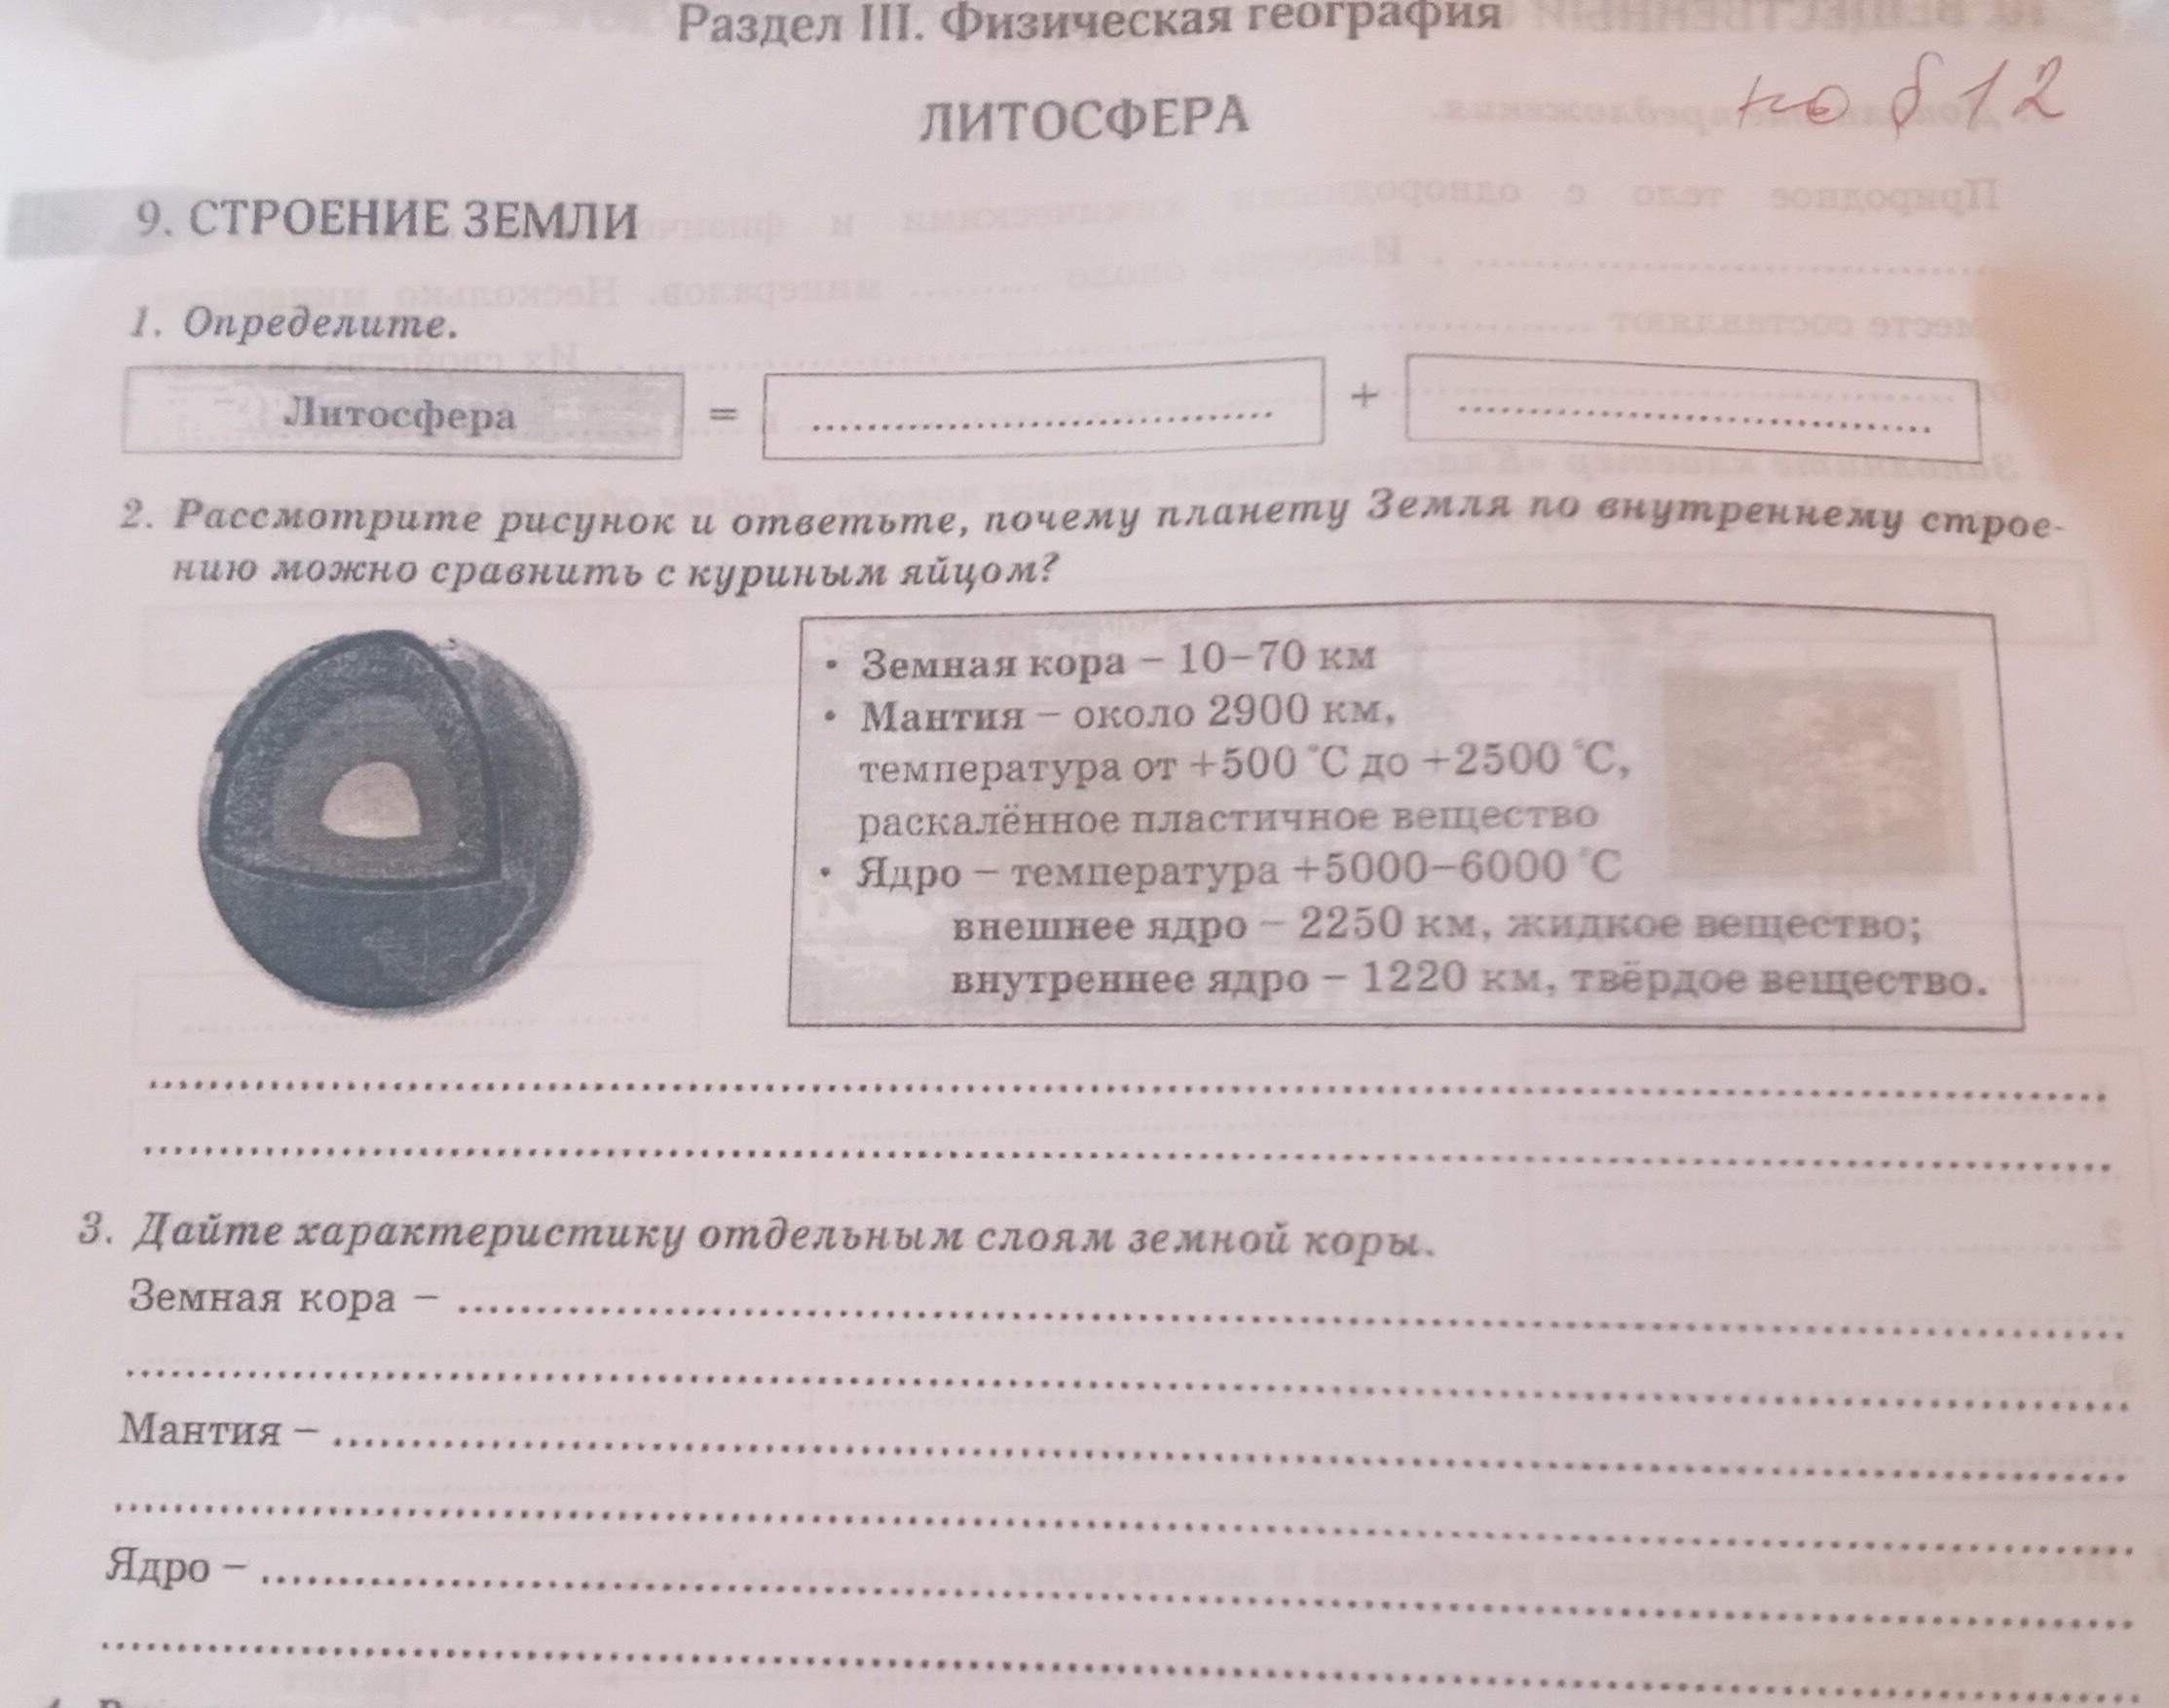 Раздел III. Физическая география
ЛИТОСФЕРА
9. СТРОЕНИЕ ЗЕМЛИ
1. Определите.
Литосфера = .............................. + ..............................
2. Рассмотрите рисунок и ответьте, почему планету Земля по внутреннему строе-
нию можно сравнить с куриным яйцом?
• Земная кора – 10–70 км
• Мантия – около 2900 км,
температура от +500 °C до +2500 °C,
раскалённое пластичное вещество
• Ядро – температура +5000–6000 °C
внешнее ядро – 2250 км, жидкое вещество;
внутреннее ядро – 1220 км, твёрдое вещество.
3. Дайте характеристику отдельным слоям земной коры.
Земная кора –
Мантия –
Ядро –